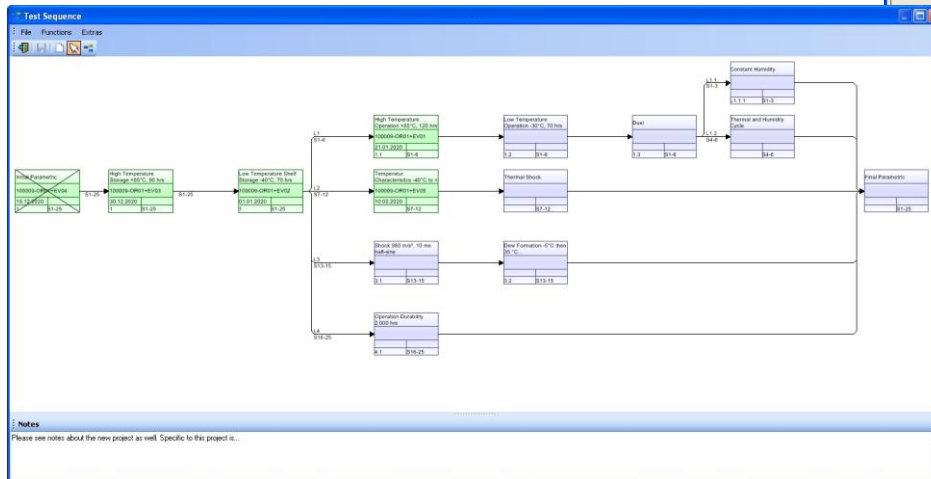 Test Sequence
File Functions Extras
Constant Humidity
L1.1
S1-3
L1.1.1 S1-3
High Temperature
Operation +65°C, 120 hrs
100009-OR01+EV01
21.01.2020
1.1 S1-6
Low Temperature
Operation -30°C, 70 hrs
1.2 S1-6
Dust
1.3 S1-6
Thermal and Humidity
Cycle
S4-6
L1
S1-6
L1.2
S4-6
Initial Parametric
100009-OR01+EV04
10.12.2020
1 S1-25
S1-25
High Temperature
100009-OR01+EV03
30.12.2020
1 S1-25
S1-25
Low Temperature Shelf
Storage -40°C, 70 hrs
100009-OR01+EV02
01.01.2020
1 S1-25
L2
S7-12
Temperatur
Characteristics -40°C to +
100009-OR01+EV05
10.02.2020
S7-12
Thermal Shock
S7-12
Final Parametric
S1-25
L3
S13-15
Shock 980 m/s², 10 ms
half-sine
3.1 S13-15
Dew Formation -5°C then
35 °C...
3.2 S13-15
L4
S16-25
Operation Durability
2.000 hrs
4.1 S16-25
Notes
Please see notes about the new project as well. Specific to this project is...